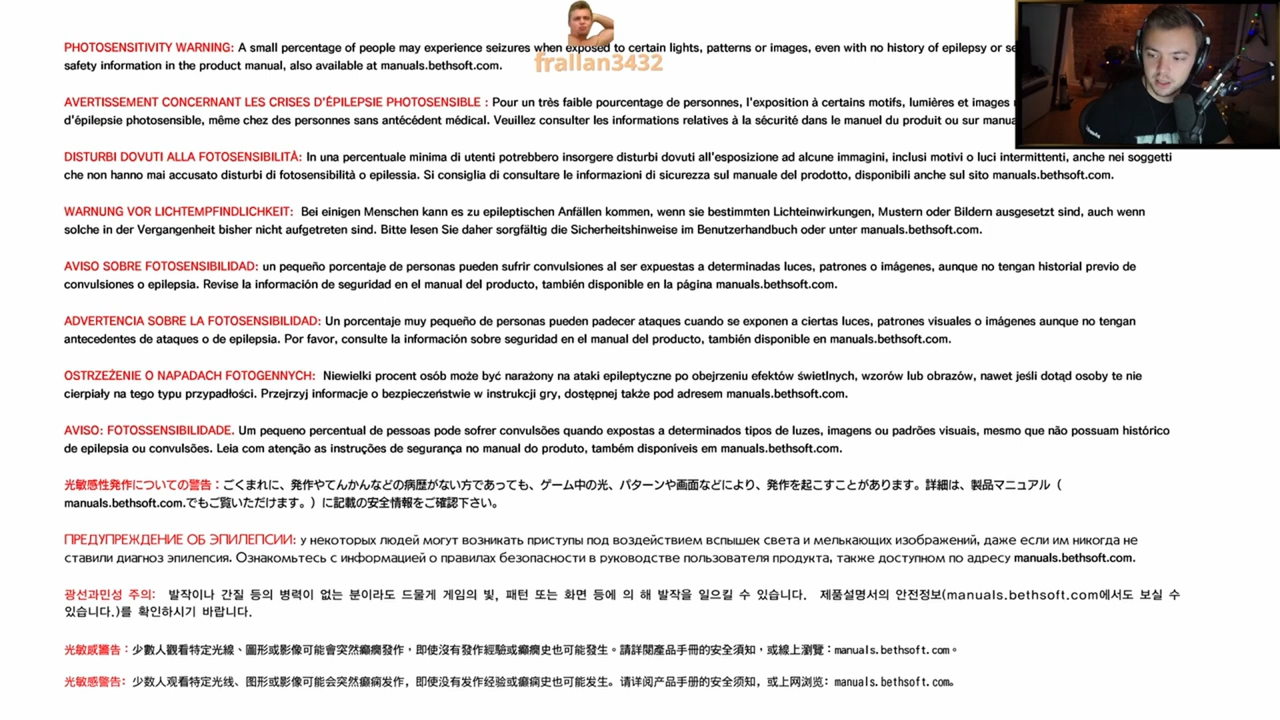 PHOTOSENSITIVITY WARNING: A small percentage of people may experience seizures when exposed to certain lights, patterns or images, even with no history of epilepsy or se
safety information in the product manual, also available at manuals.bethsoft.com.
frallan3432
AVERTISSEMENT CONCERNANT LES CRISES D'ÉPILEPSIE PHOTOSENSIBLE : Pour un très faible pourcentage de personnes, l'exposition à certains motifs, lumières et images
d'épilepsie photosensible, même chez des personnes sans antécédent médical. Veuillez consulter les informations relatives à la sécurité dans le manuel du produit ou sur manua
DISTURBI DOVUTI ALLA FOTOSENSIBILITÀ: In una percentuale minima di utenti potrebbero insorgere disturbi dovuti all'esposizione ad alcune immagini, inclusi motivi o luci intermittenti, anche nei soggetti
che non hanno mai accusato disturbi di fotosensibilità o epilessia. Si consiglia di consultare le informazioni di sicurezza sul manuale del prodotto, disponibili anche sul sito manuals.bethsoft.com.
WARNUNG VOR LICHTEMPFINDLICHKEIT: Bei einigen Menschen kann es zu epileptischen Anfällen kommen, wenn sie bestimmten Lichteinwirkungen, Mustern oder Bildern ausgesetzt sind, auch wenn
solche in der Vergangenheit bisher nicht aufgetreten sind. Bitte lesen Sie daher sorgfältig die Sicherheitshinweise im Benutzerhandbuch oder unter manuals.bethsoft.com.
AVISO SOBRE FOTOSENSIBILIDAD: un pequeño porcentaje de personas pueden sufrir convulsiones al ser expuestas a determinadas luces, patrones o imágenes, aunque no tengan historial previo de
convulsiones o epilepsia. Revise la información de seguridad en el manual del producto, también disponible en la página manuals.bethsoft.com.
ADVERTENCIA SOBRE LA FOTOSENSIBILIDAD: Un porcentaje muy pequeño de personas pueden padecer ataques cuando se exponen a ciertas luces, patrones visuales o imágenes aunque no tengan
antecedentes de ataques o de epilepsia. Por favor, consulte la información sobre seguridad en el manual del producto, también disponible en manuals.bethsoft.com.
OSTRZEŻENIE O NAPADACH FOTOGENNYCH: Niewielki procent osób może być narażony na ataki epileptyczne po obejrzeniu efektów świetlnych, wzorów lub obrazów, nawet jeśli dotąd osoby te nie
cierpiały na tego typu przypadłości. Przejrzyj informacje o bezpieczeństwie w instrukcji gry, dostępnej także pod adresem manuals.bethsoft.com.
AVISO: FOTOSSENSIBILIDADE. Um pequeno percentual de pessoas pode sofrer convulsões quando expostas a determinados tipos de luzes, imagens ou padrões visuais, mesmo que não possuam histórico
de epilepsia ou convulsões. Leia com atenção as instruções de segurança no manual do produto, também disponíveis em manuals.bethsoft.com.
光敏感性発作についての警告：ごくまれに、発作やてんかんなどの病歴がない方であっても、ゲーム中の光、パターンや画面などにより、発作を起こすことがあります。詳細は、製品マニュアル（
manuals.bethsoft.com.でもご覧いただけます。）に記載の安全情報をご確認下さい。
ПРЕДУПРЕЖДЕНИЕ ОБ ЭПИЛЕПСИИ: у некоторых людей могут возникать приступы под воздействием вспышек света и мелькающих изображений, даже если им никогда не
ставили диагноз эпилепсия. Ознакомьтесь с информацией о правилах безопасности в руководстве пользователя продукта, также доступном по адресу manuals.bethsoft.com.
광선과민성 주의: 발작이나 간질 등의 병력이 없는 분이라도 드물게 게임의 빛, 패턴 또는 화면 등에 의 해 발작을 일으킬 수 있습니다. 제품설명서의 안전정보(manuals.bethsoft.com에서도 보실 수
있습니다.)를 확인하시기 바랍니다.
光敏感警告：少數人觀看特定光線、圖形或影像可能會突然癲癇發作，即使沒有發作經驗或癲癇史也可能發生。請詳閱產品手冊的安全須知，或線上瀏覽：manuals.bethsoft.com。
光敏感警告: 少数人观看特定光线、图形或影像可能会突然癫痫发作，即使没有发作经验或癫痫史也可能发生。请详阅产品手册的安全须知，或上网浏览: manuals.bethsoft.com。